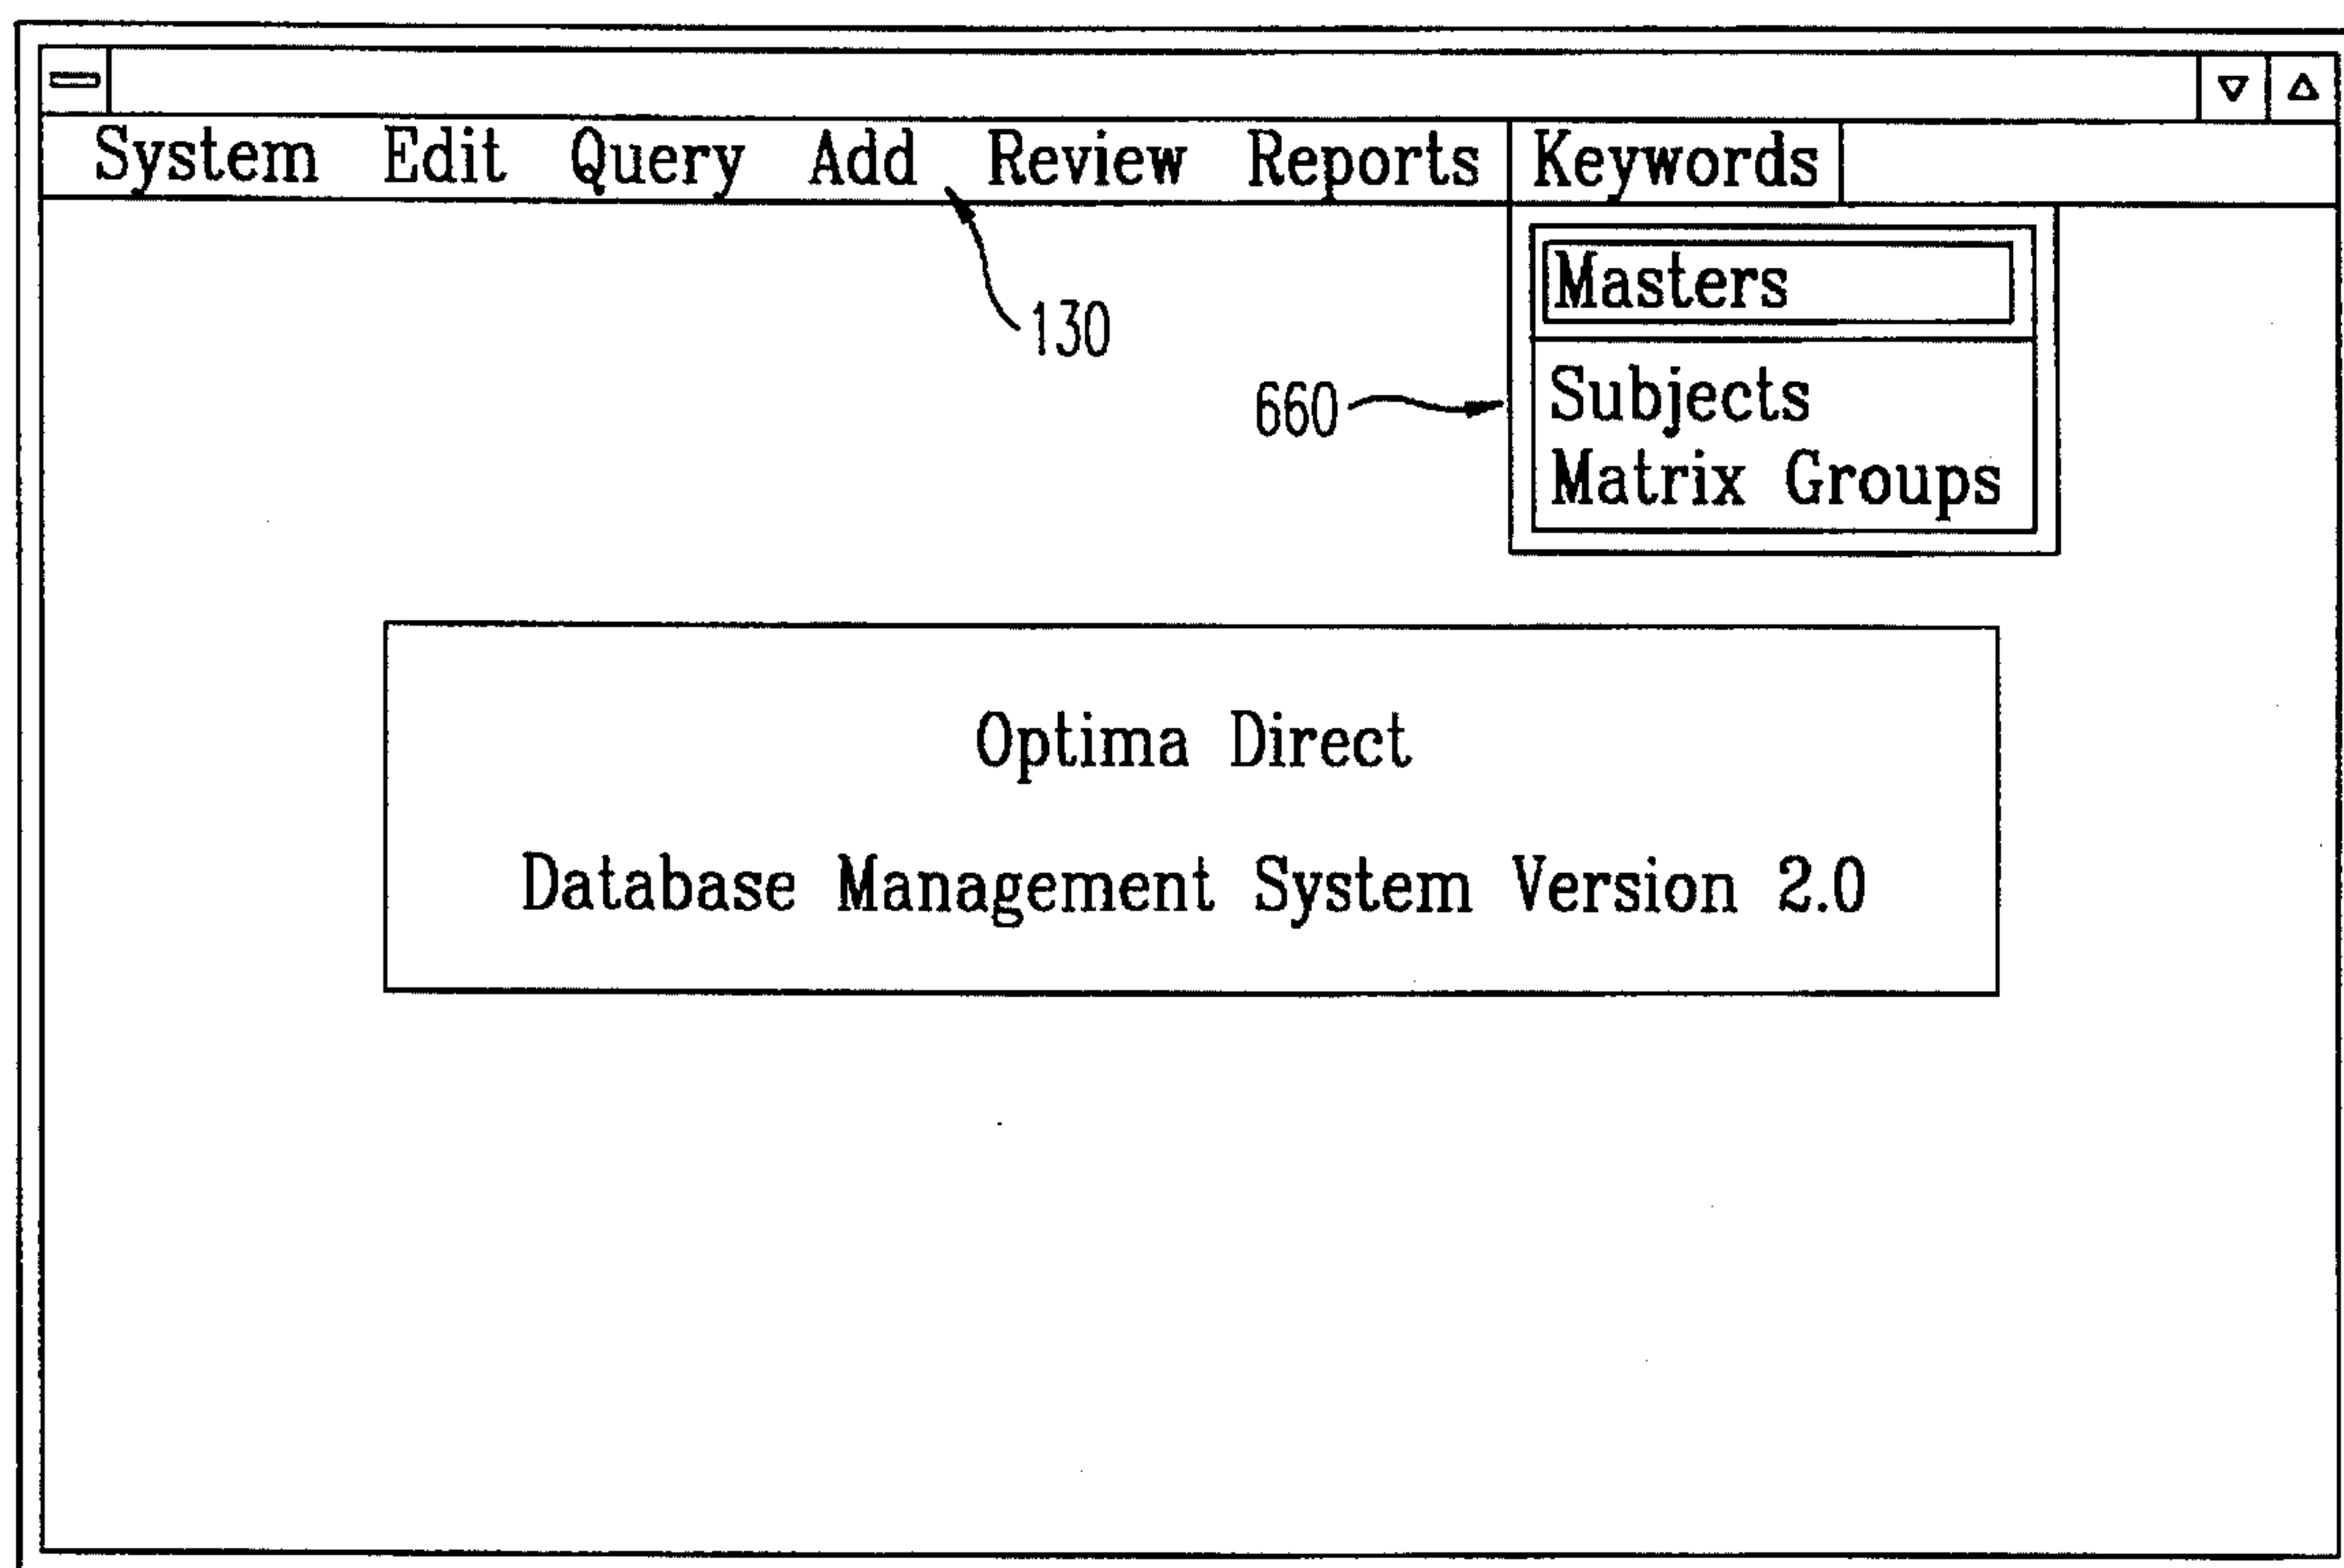 System Edit Query Add Review Reports Keywords
Masters
130
Subjects
660
Matrix Groups
Optima Direct
Database Management System Version 2.0